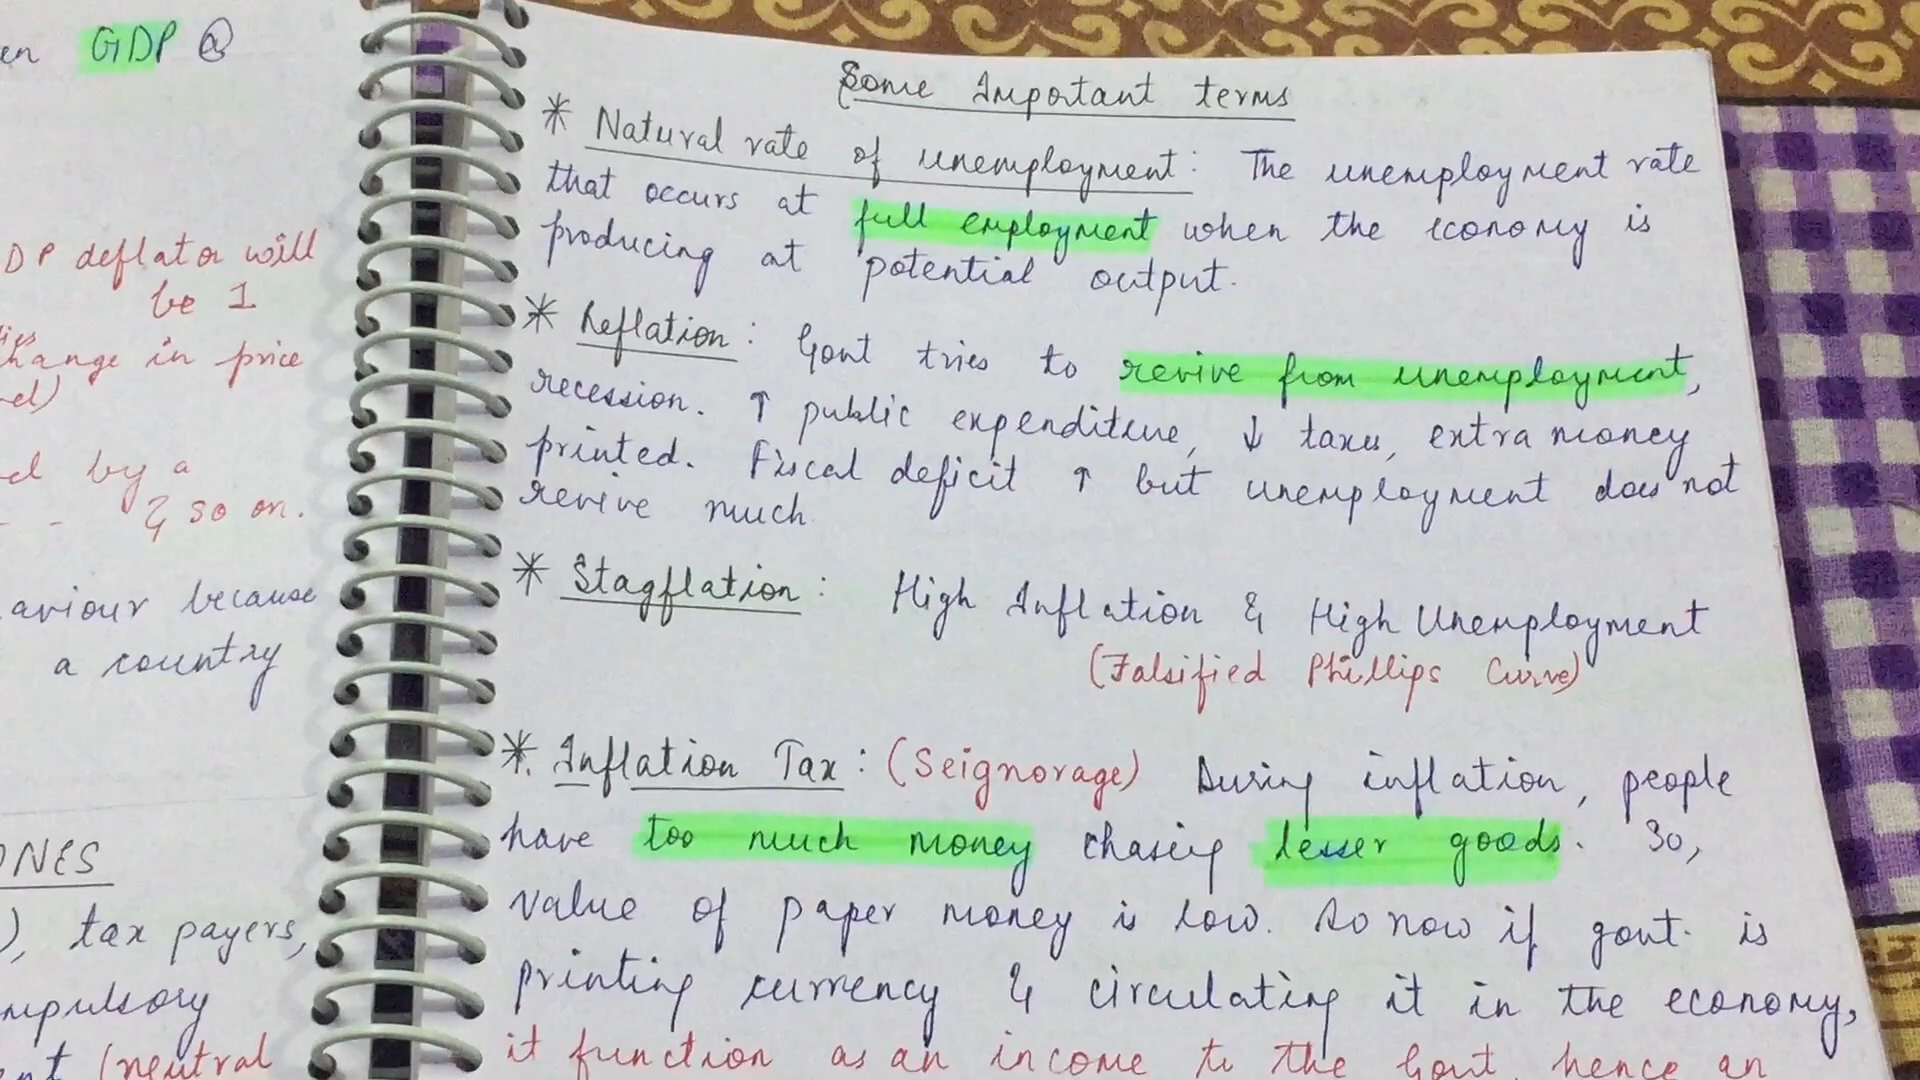 en GDP @
DP deflator will
be 1
hange in price
el)
ed by a
- - & so on.
aviour because
a country
ONES
), tax payers,
mpulsory
ent (neutral
Some Important terms
* Natural rate of unemployment: The unemployment rate
that occurs at full employment when the economy is
producing at potential output.
* Reflation: Govt tries to revive from unemployment,
recession. ↑ public expenditure, ↓ taxes, extra money
printed. Fiscal deficit ↑ but unemployment does not
revive much.
* Stagflation: High Inflation & High Unemployment
(Falsified Phillips Curve)
*. Inflation Tax: (Seignorage) During inflation, people
have too much money chasing lesser goods. So,
value of paper money is low. So now if govt. is
printing currency & circulating it in the economy,
it function as an income to the Govt, hence an